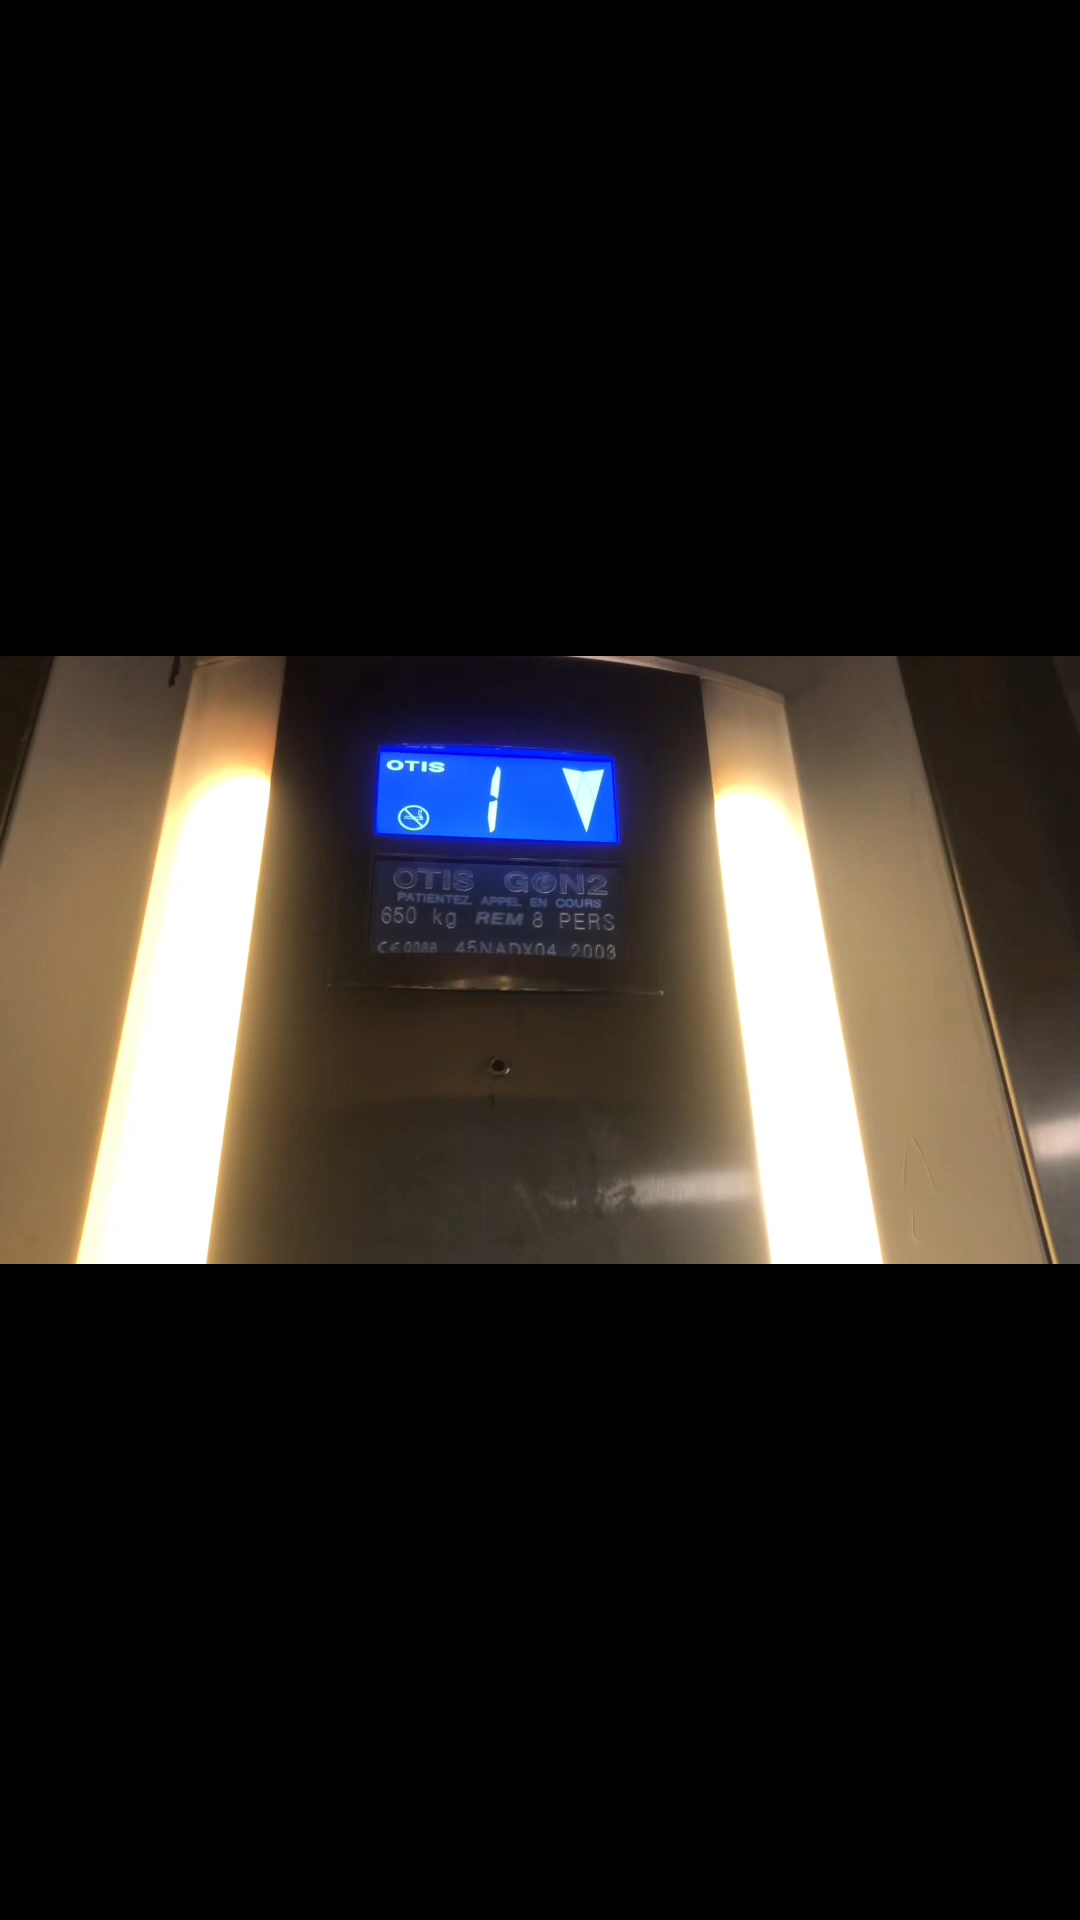 OTIS
1
OTIS GEN2
PATIENTEZ, APPEL EN COURS
650 kg REM 8 PERS
CE 0088 45NADX04 2003